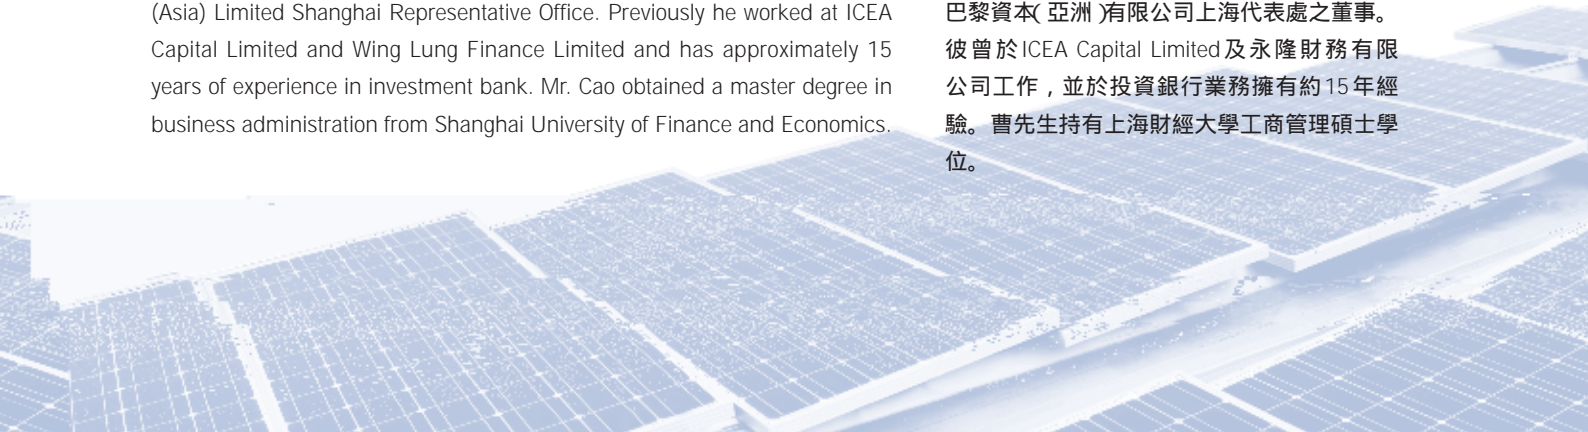 (Asia) Limited Shanghai Representative Office. Previously he worked at ICEA
Capital Limited and Wing Lung Finance Limited and has approximately 15
years of experience in investment bank. Mr. Cao obtained a master degree in
business administration from Shanghai University of Finance and Economics.
巴黎資本(亞洲)有限公司上海代表處之董事。
彼曾於ICEA Capital Limited及永隆財務有限
公司工作，並於投資銀行業務擁有約15年經
驗。曹先生持有上海財經大學工商管理碩士學
位。